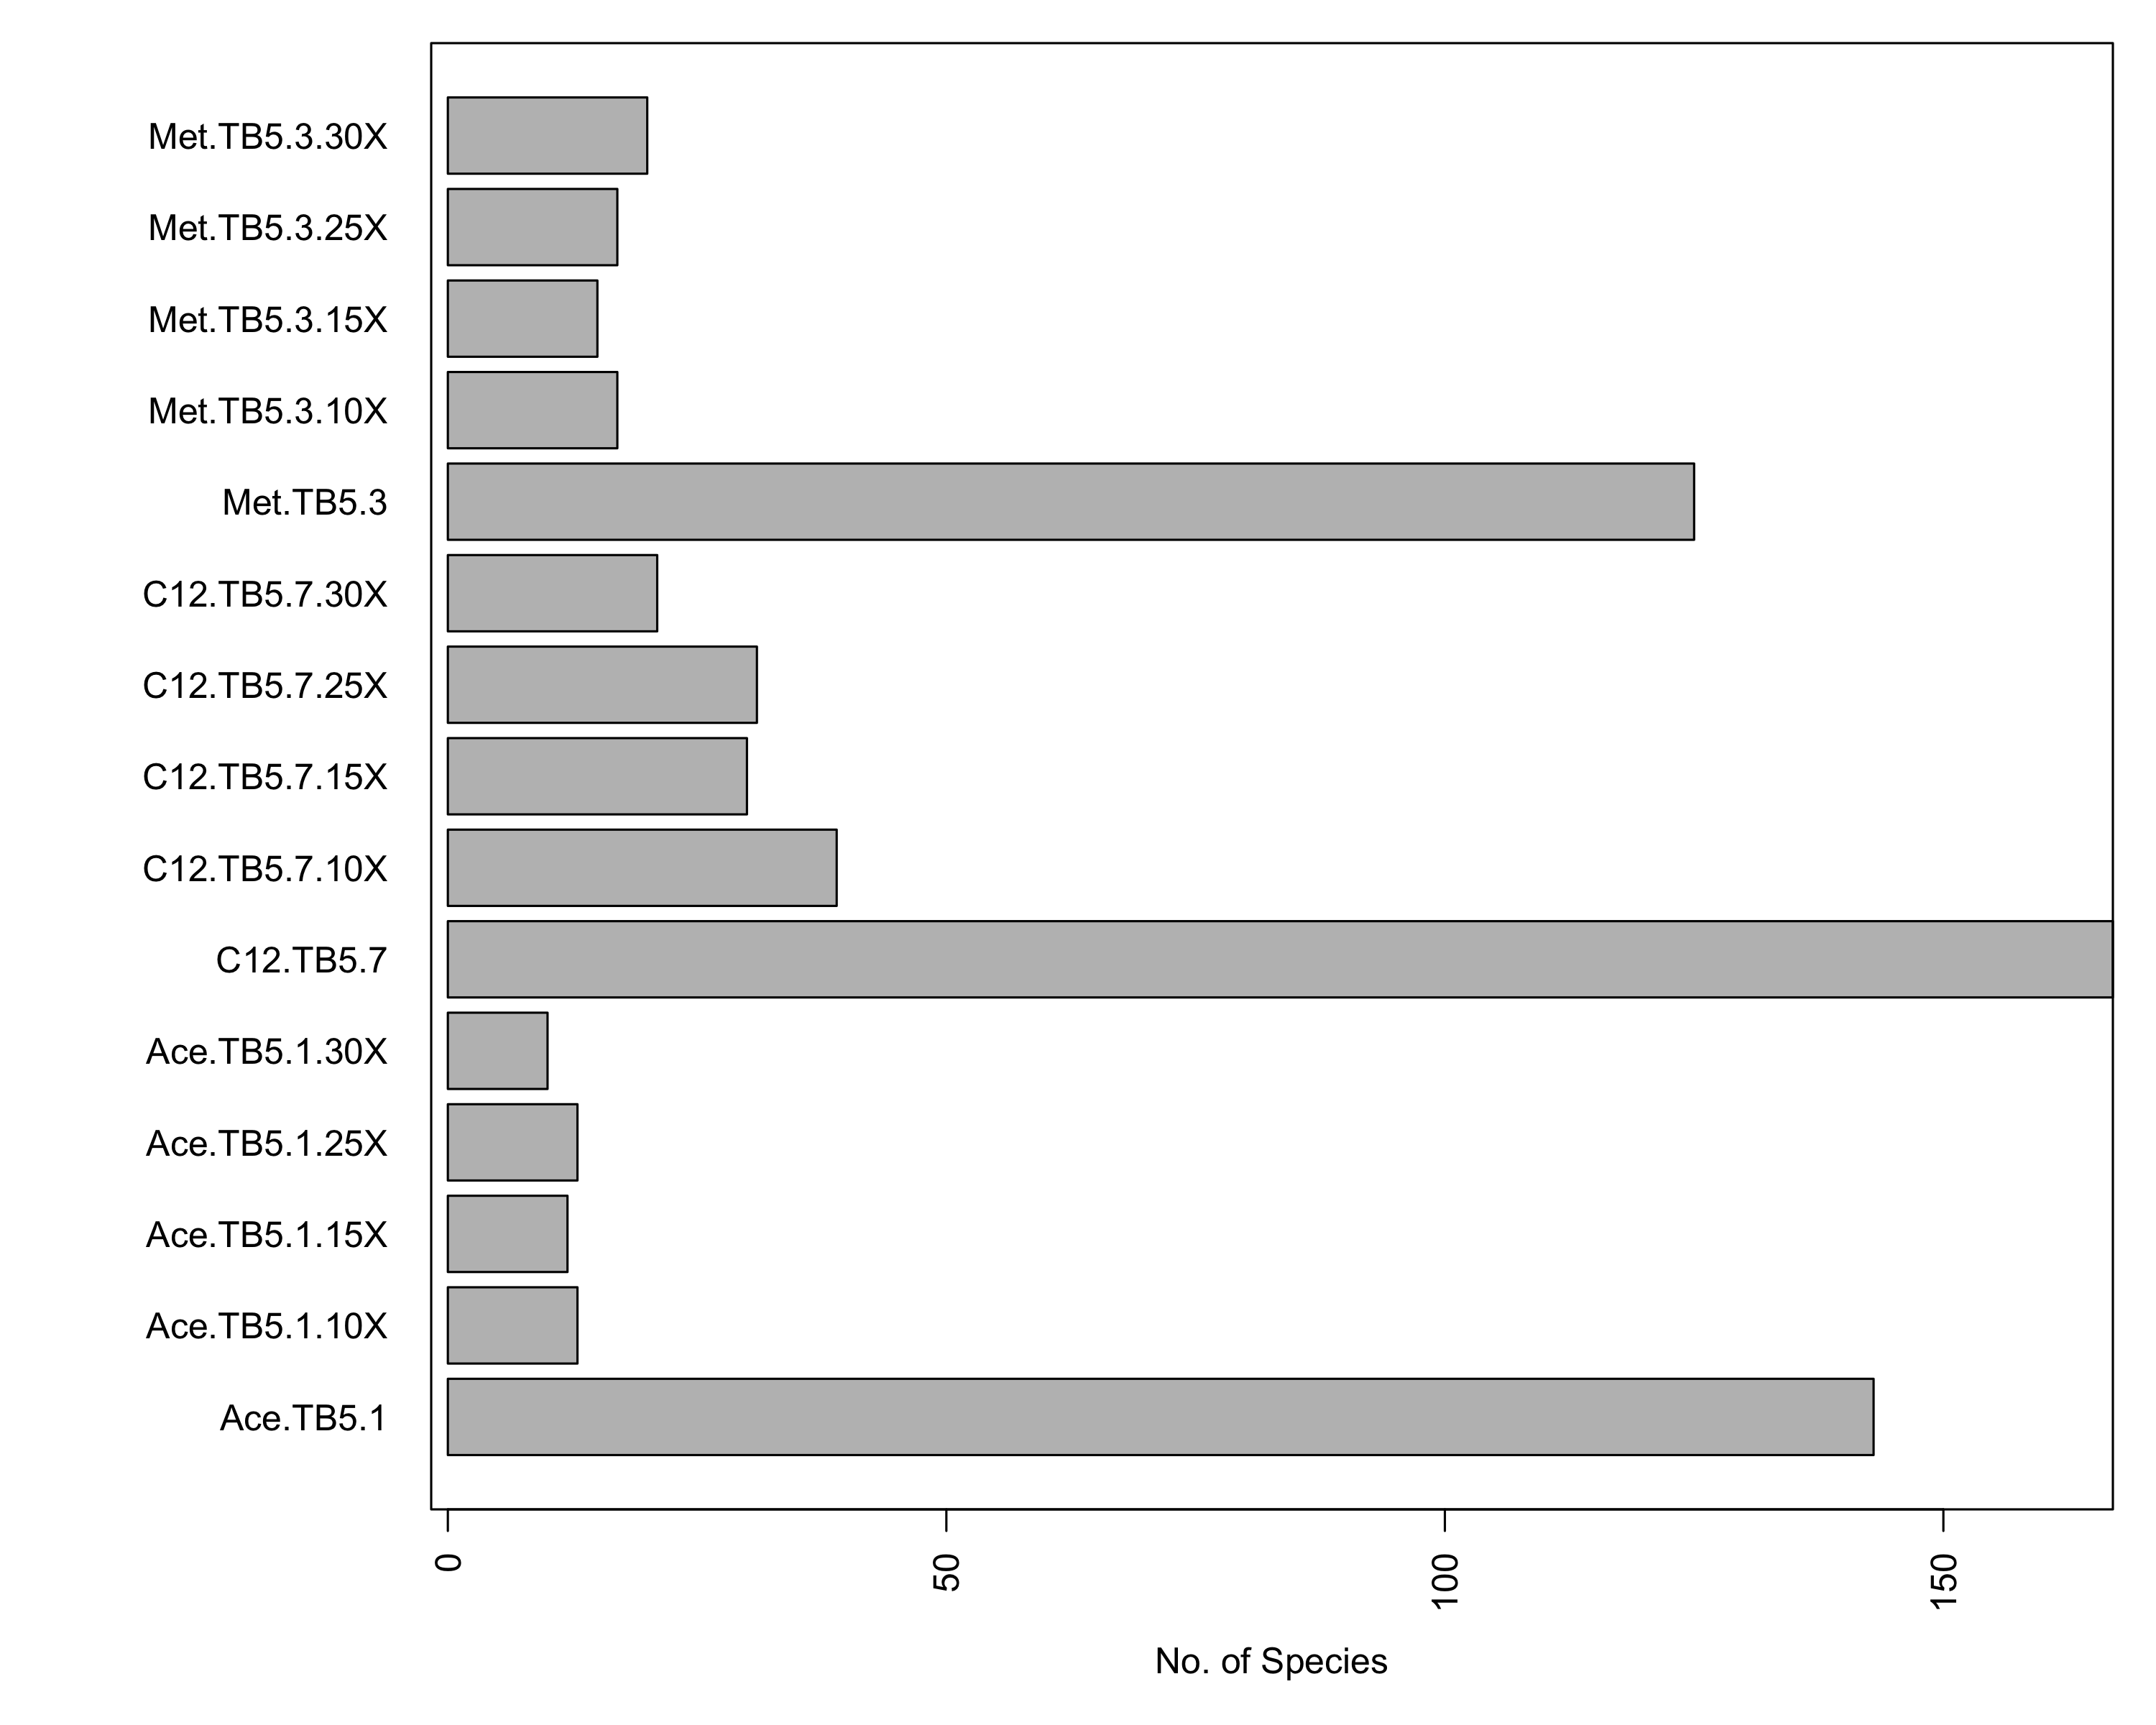 Met.TB5.3.30X
Met.TB5.3.25X
Met.TB5.3.15X
Met.TB5.3.10X
Met.TB5.3
C12.TB5.7.30X
C12.TB5.7.25X
C12.TB5.7.15X
C12.TB5.7.10X
C12.TB5.7
Ace.TB5.1.30X
Ace.TB5.1.25X
Ace.TB5.1.15X
Ace.TB5.1.10X
Ace.TB5.1
0 50 100 150
No. of Species